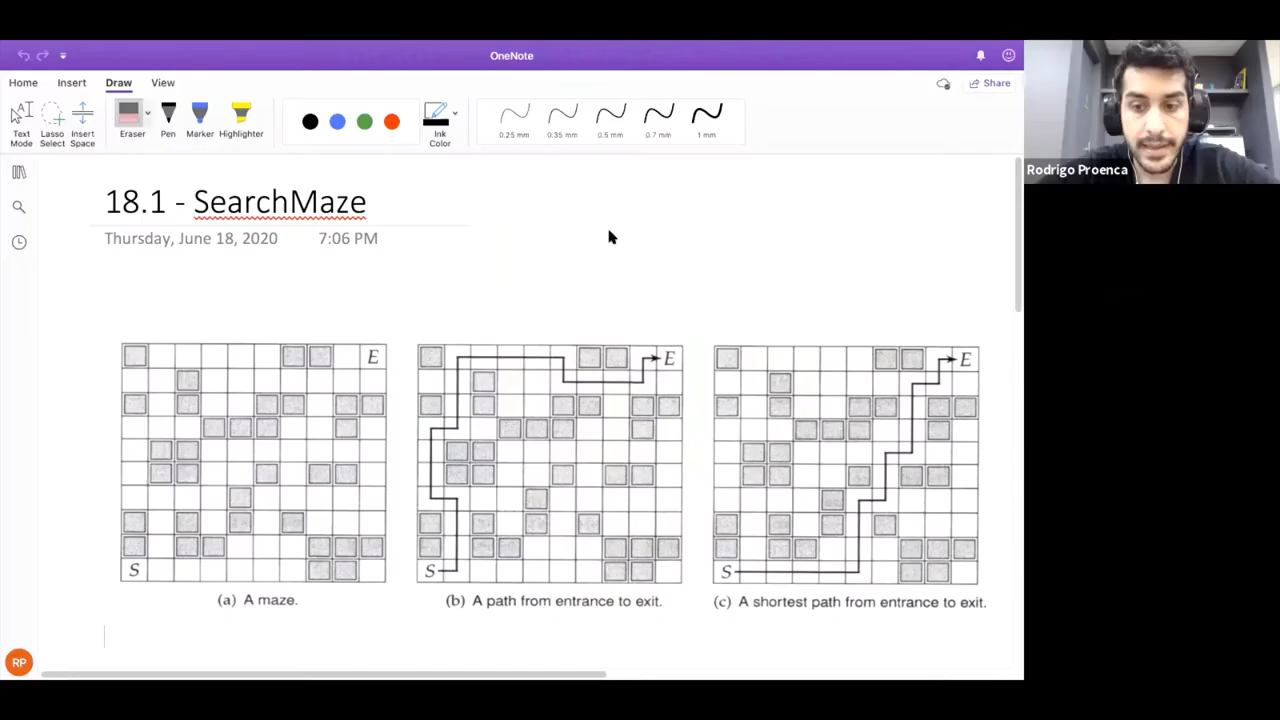 OneNote
Home Insert Draw View
Share
Text Mode
Lasso Select
Insert Space
Eraser
Pen
Marker
Highlighter
Ink Color
0.25 mm 0.35 mm 0.5 mm 0.7 mm 1 mm
Rodrigo Proenca
18.1 - SearchMaze
Thursday, June 18, 2020 7:06 PM
E E E
S S S
(a) A maze. (b) A path from entrance to exit. (c) A shortest path from entrance to exit.
RP